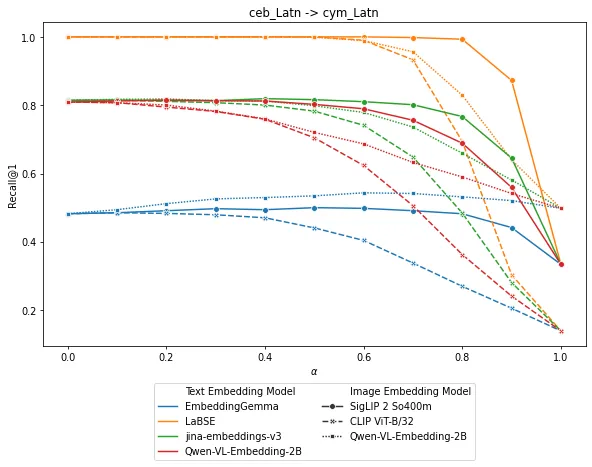 ceb_Latn -> cym_Latn
Recall@1
1.0
0.8
0.6
0.4
0.2
0.0 0.2 0.4 0.6 0.8 1.0
α
Text Embedding Model
EmbeddingGemma
LaBSE
jina-embeddings-v3
Qwen-VL-Embedding-2B
Image Embedding Model
SigLIP 2 So400m
CLIP ViT-B/32
Qwen-VL-Embedding-2B